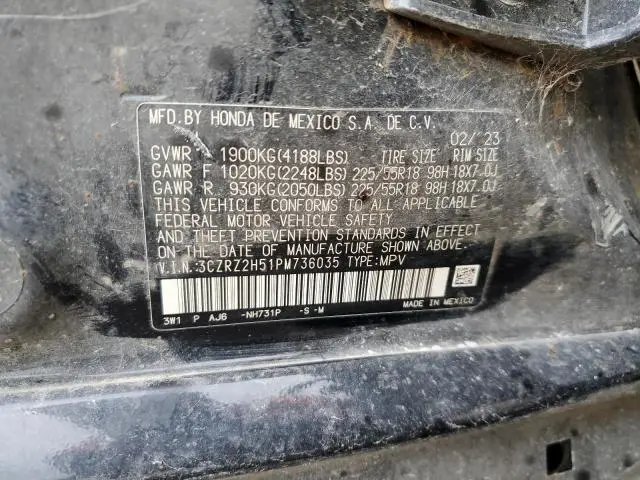 MFD. BY HONDA DE MEXICO S.A. DE C.V.
02/ 23
GVWR 1900KG(4188LBS) TIRE SIZE RIM SIZE
GAWR F 1020KG(2248LBS) 225/55R18 98H 18X7.0J
GAWR R. 930KG(2050LBS) 225/55R18 98H 18X7.0J
THIS VEHICLE CONFORMS TO ALL APPLICABLE
FEDERAL MOTOR VEHICLE SAFETY
STANDARDS AND THEFT PREVENTION STANDARDS IN EFFECT
ON THE DATE OF MANUFACTURE SHOWN ABOVE.
V.I.N.:3CZRZ2H51PM736035 TYPE:MPV
3W1 P AJ6 -NH731P -S -M MADE IN MEXICO